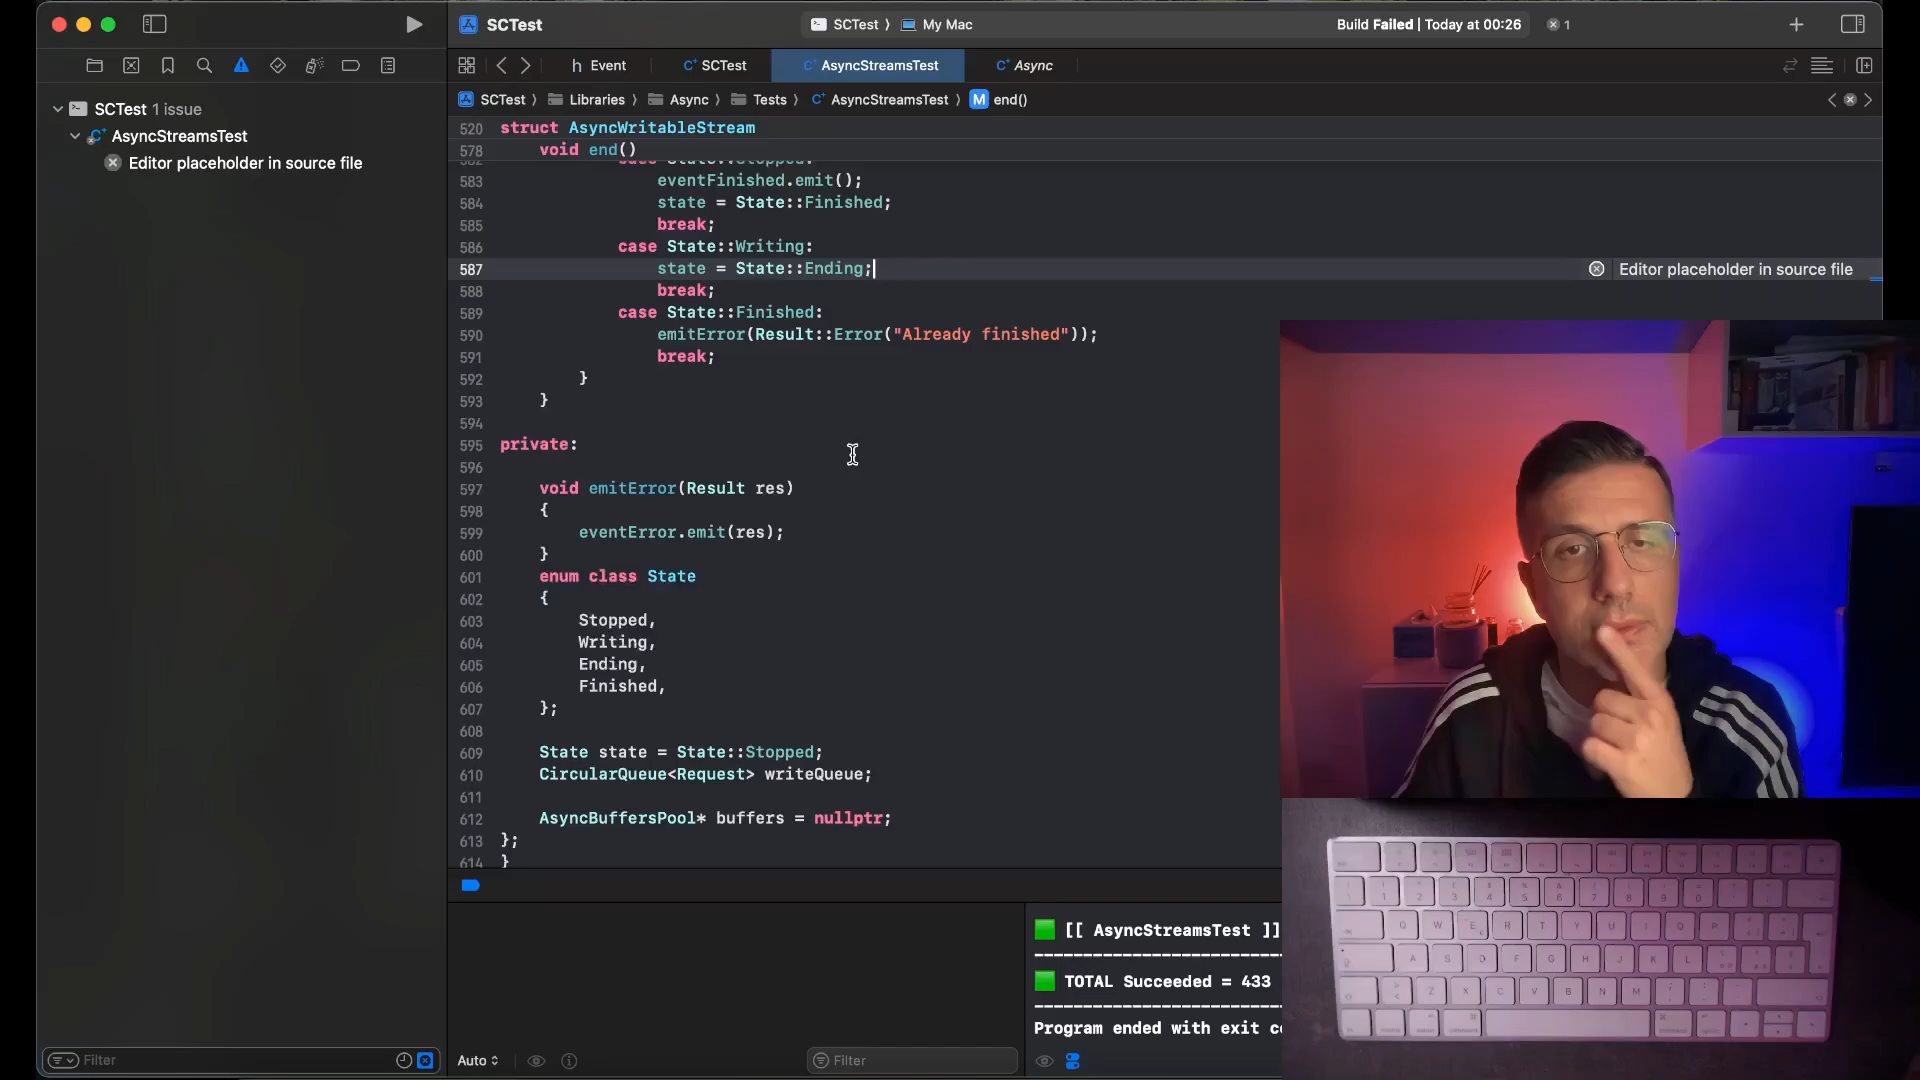 SCTest
SCTest 〉 My Mac
Build Failed | Today at 00:26
1
Event
SCTest
AsyncStreamsTest
Async
SCTest 〉 Libraries 〉 Async 〉 Tests 〉 AsyncStreamsTest 〉 M end()
SCTest 1 issue
AsyncStreamsTest
Editor placeholder in source file
520 struct AsyncWritableStream
578 void end()
582 case State::Stopped:
583 eventFinished.emit();
584 state = State::Finished;
585 break;
586 case State::Writing:
587 state = State::Ending;
Editor placeholder in source file
588 break;
589 case State::Finished:
590 emitError(Result::Error("Already finished"));
591 break;
592 }
593 }
594
595 private:
596
597 void emitError(Result res)
598 {
599 eventError.emit(res);
600 }
601 enum class State
602 {
603 Stopped,
604 Writing,
605 Ending,
606 Finished,
607 };
608
609 State state = State::Stopped;
610 CircularQueue<Request> writeQueue;
611
612 AsyncBuffersPool* buffers = nullptr;
613 };
614 }
[[ AsyncStreamsTest ]]
TOTAL Succeeded = 433
Program ended with exit
Filter
Auto
Filter
Q W E R T Y U I O P
A S D F G H J K L
Z X C V B N M